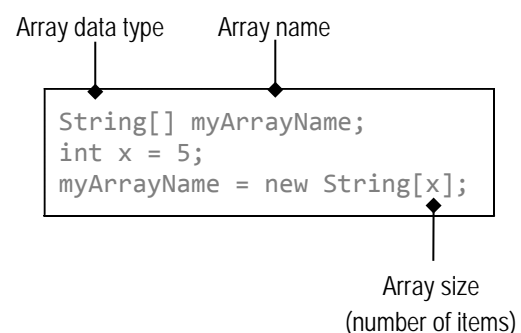 Array data type Array name
String[] myArrayName;
int x = 5;
myArrayName = new String[x];
Array size
(number of items)